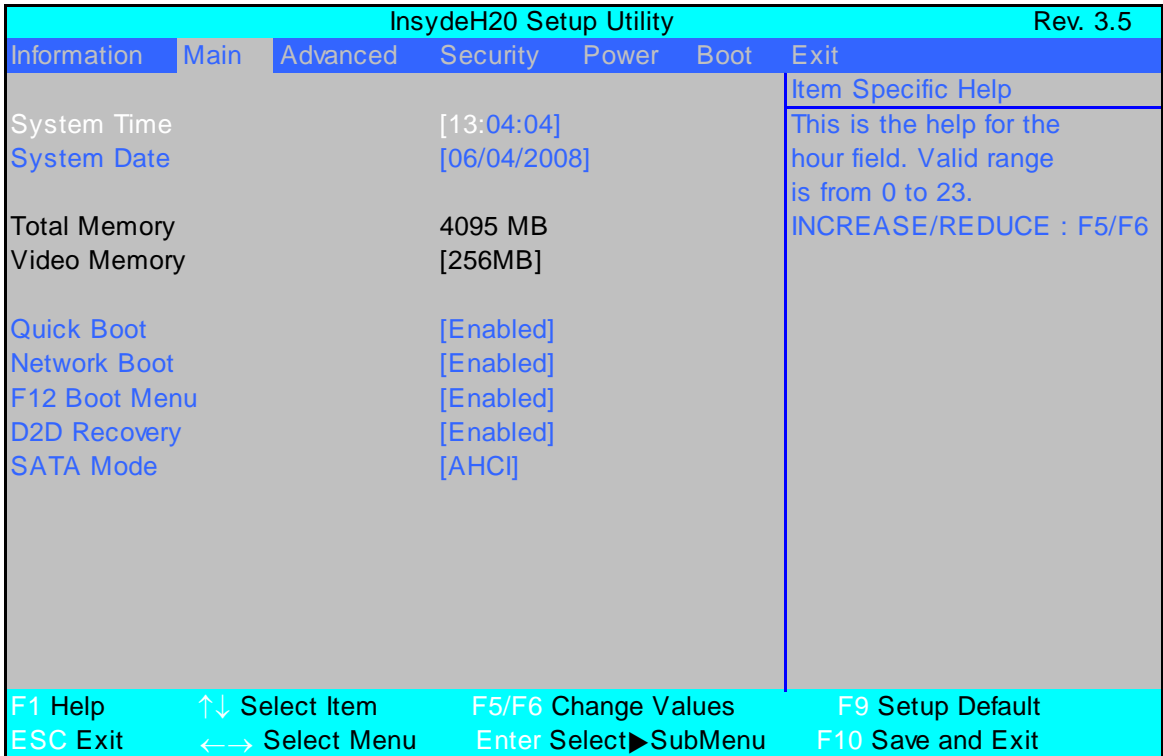 InsydeH20 Setup Utility Rev. 3.5
Information Main Advanced Security Power Boot Exit
Item Specific Help
System Time [13:04:04] This is the help for the
System Date [06/04/2008] hour field. Valid range
is from 0 to 23.
Total Memory 4095 MB INCREASE/REDUCE : F5/F6
Video Memory [256MB]
Quick Boot [Enabled]
Network Boot [Enabled]
F12 Boot Menu [Enabled]
D2D Recovery [Enabled]
SATA Mode [AHCI]
F1 Help ↑↓ Select Item F5/F6 Change Values F9 Setup Default
ESC Exit ←→ Select Menu Enter Select▶SubMenu F10 Save and Exit